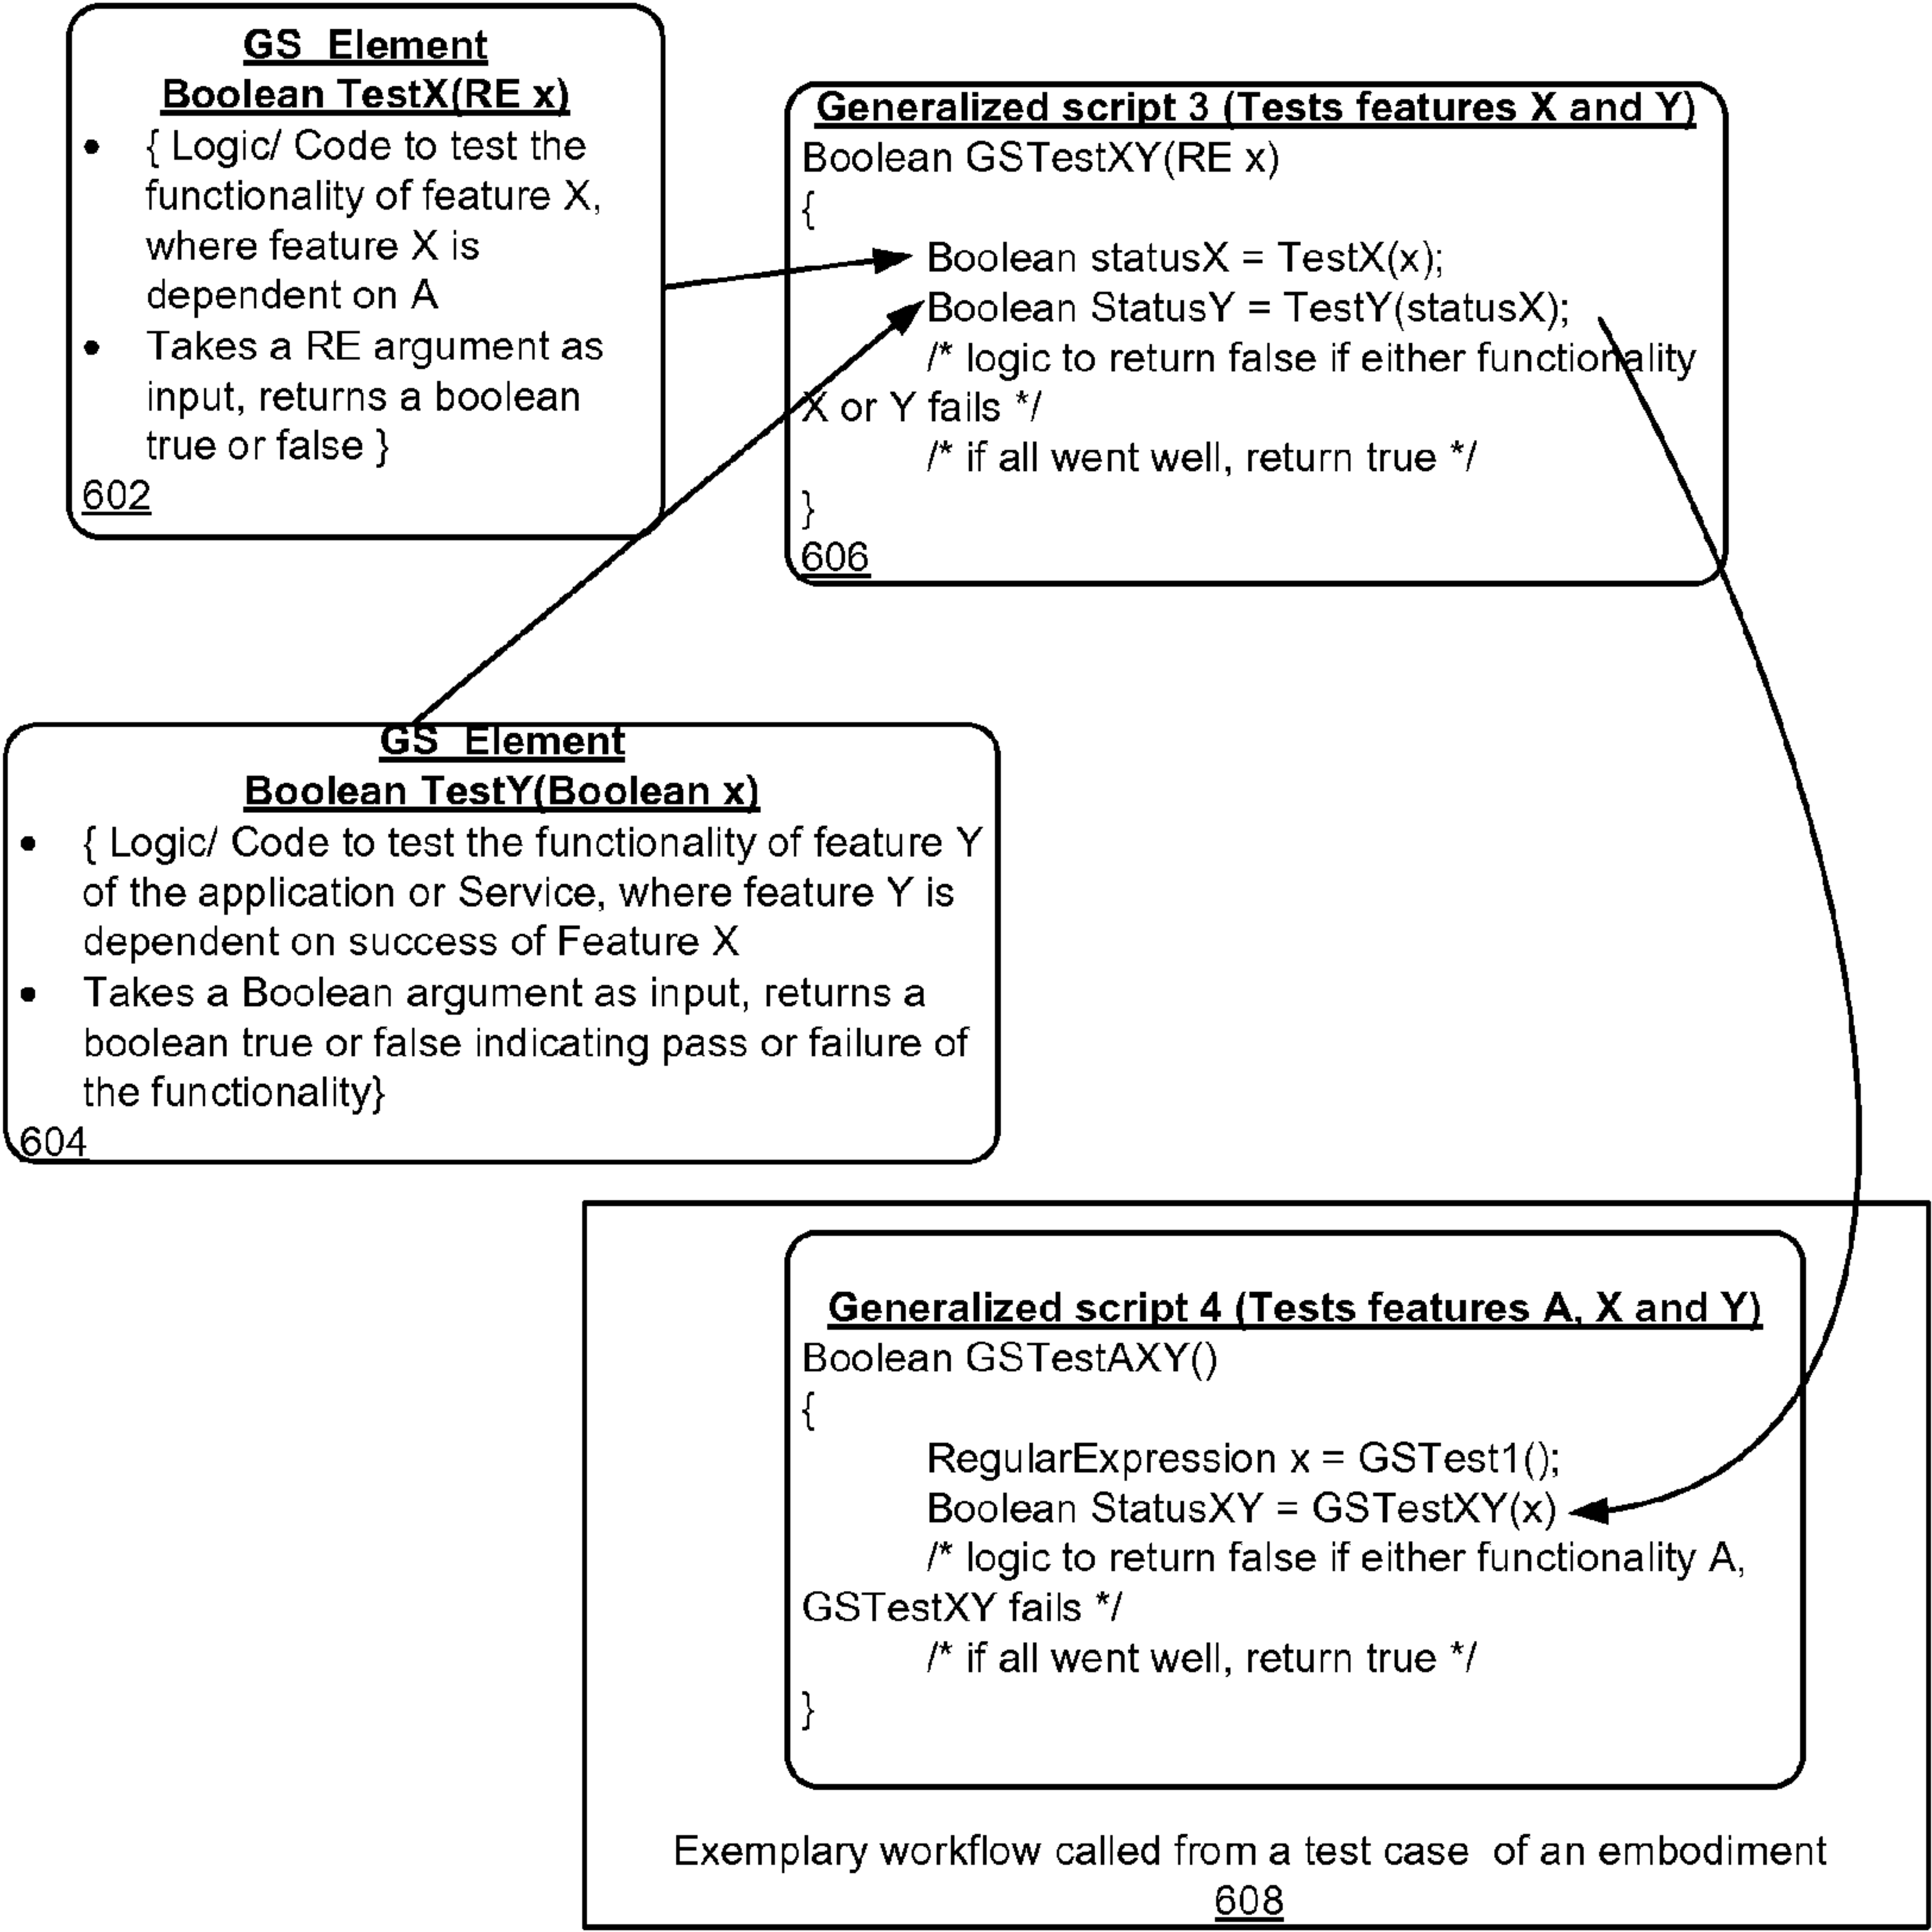 GS Element
Boolean TestX(RE x)
• { Logic/ Code to test the
functionality of feature X,
where feature X is
dependent on A
• Takes a RE argument as
input, returns a boolean
true or false }
602
Generalized script 3 (Tests features X and Y)
Boolean GSTestXY(RE x)
{
Boolean statusX = TestX(x);
Boolean StatusY = TestY(statusX);
/* logic to return false if either functionality
X or Y fails */
/* if all went well, return true */
}
606
GS Element
Boolean TestY(Boolean x)
• { Logic/ Code to test the functionality of feature Y
of the application or Service, where feature Y is
dependent on success of Feature X
• Takes a Boolean argument as input, returns a
boolean true or false indicating pass or failure of
the functionality}
604
Generalized script 4 (Tests features A, X and Y)
Boolean GSTestAXY()
{
RegularExpression x = GSTest1();
Boolean StatusXY = GSTestXY(x)
/* logic to return false if either functionality A,
GSTestXY fails */
/* if all went well, return true */
}
Exemplary workflow called from a test case of an embodiment
608